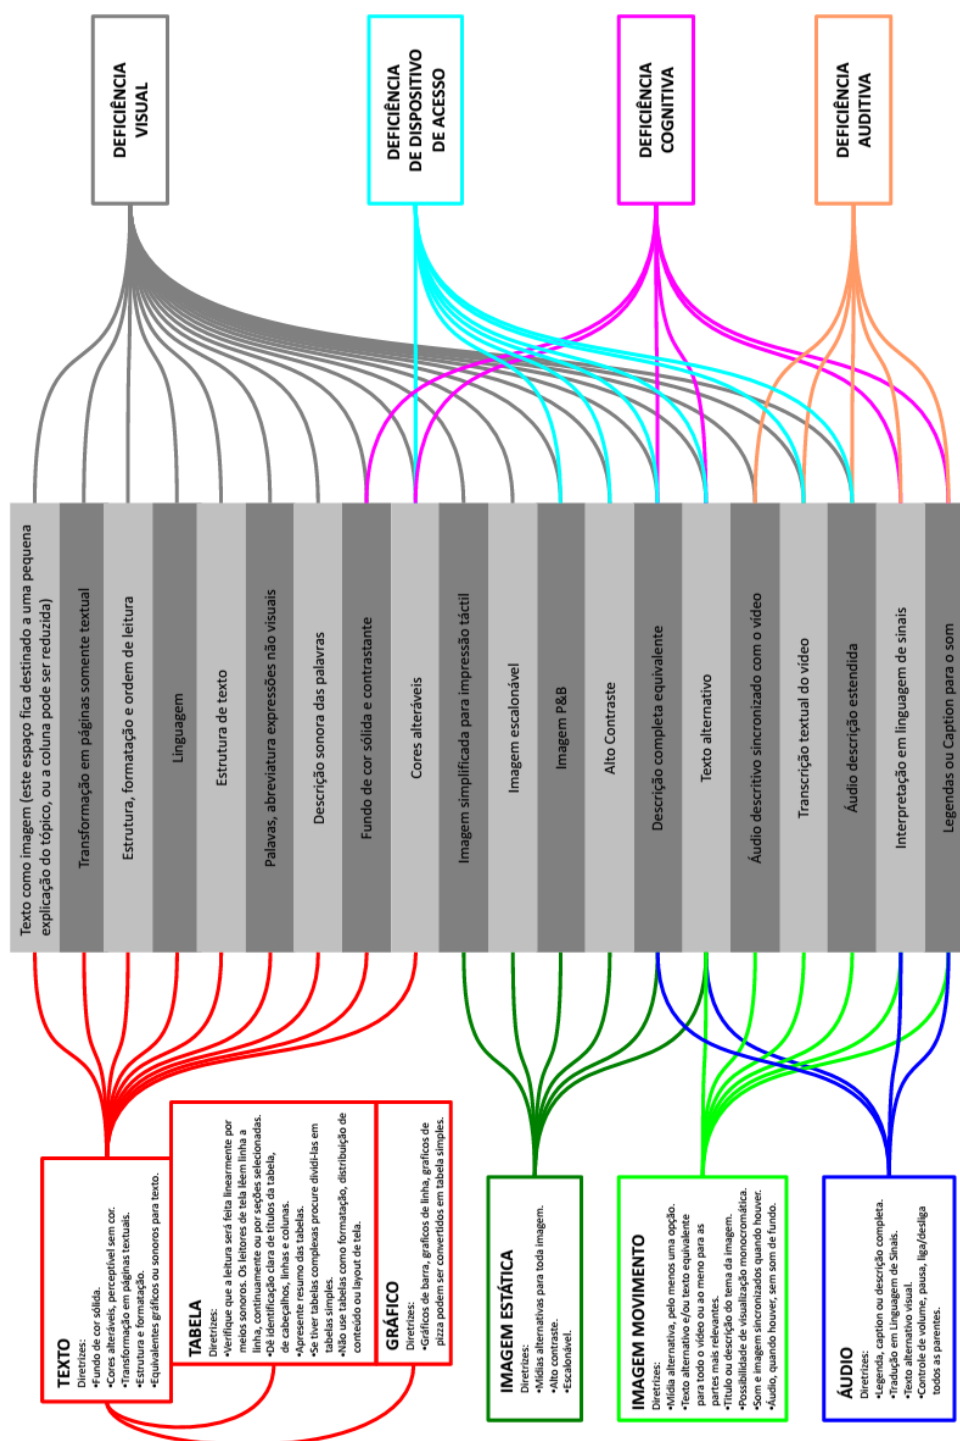 DEFICIÊNCIA
VISUAL
DEFICIÊNCIA
DE DISPOSITIVO
DE ACESSO
DEFICIÊNCIA
COGNITIVA
DEFICIÊNCIA
AUDITIVA
Texto como imagem (este espaço fica destinado a uma pequena
explicação do tópico, ou a coluna pode ser reduzida)
Transformação em páginas somente textual
Estrutura, formatação e ordem de leitura
Linguagem
Estrutura de texto
Palavas, abreviatura expressões não visuais
Descrição sonora das palavras
Fundo de cor sólida e contrastante
Cores alteráveis
Imagem simplificada para impressão táctil
Imagem escalonável
Imagem P&B
Alto Contraste
Descrição completa equivalente
Texto alternativo
Áudio descritivo sincronizado com o vídeo
Transcrição textual do vídeo
Áudio descrição estendida
Interpretação em linguagem de sinais
Legendas ou Caption para o som
TEXTO
Diretrizes:
•Fundo de cor sólida.
•Cores alteráveis, perceptível sem cor.
•Transformação em páginas textuais.
•Estrutura e formatação.
•Equivalentes gráficos ou sonoros para texto.
TABELA
Diretrizes:
•Verifique que a leitura será feita linearmente por
meios sonoros. Os leitores de tela lêem linha a
linha, continuamente ou por seções selecionadas.
•Dê identificação clara de títulos da tabela,
de cabeçalhos, linhas e colunas.
•Apresente resumo das tabelas.
•Se tiver tabelas complexas procure dividi-las em
tabelas simples.
•Não use tabelas como formatação, distribuição de
conteúdo ou layout de tela.
GRÁFICO
Diretrizes:
•Gráficos de barra, graficos de linha, graficos de
pizza podem ser convertidos em tabela simples.
IMAGEM ESTÁTICA
Diretrizes:
•Mídias alternativas para toda imagem.
•Alto contraste.
•Escalonável.
IMAGEM MOVIMENTO
Diretrizes:
•Mídia alternativa, pelo menos uma opção.
•Texto alternativo e/ou texto equivalente
para todo o vídeo ou ao meno para as
partes mais relevantes.
•Título ou descrição do tema da imagem.
•Possibilidade de visualização monocromática.
•Som e imagem sincronizados quando houver.
•Áudio, quando houver, sem som de fundo.
ÁUDIO
Diretrizes:
•Legenda, caption ou descrição completa.
•Tradução em Linguagem de Sinais.
•Texto alternativo visual.
•Controle de volume, pausa, liga/desliga
todos as parentes.